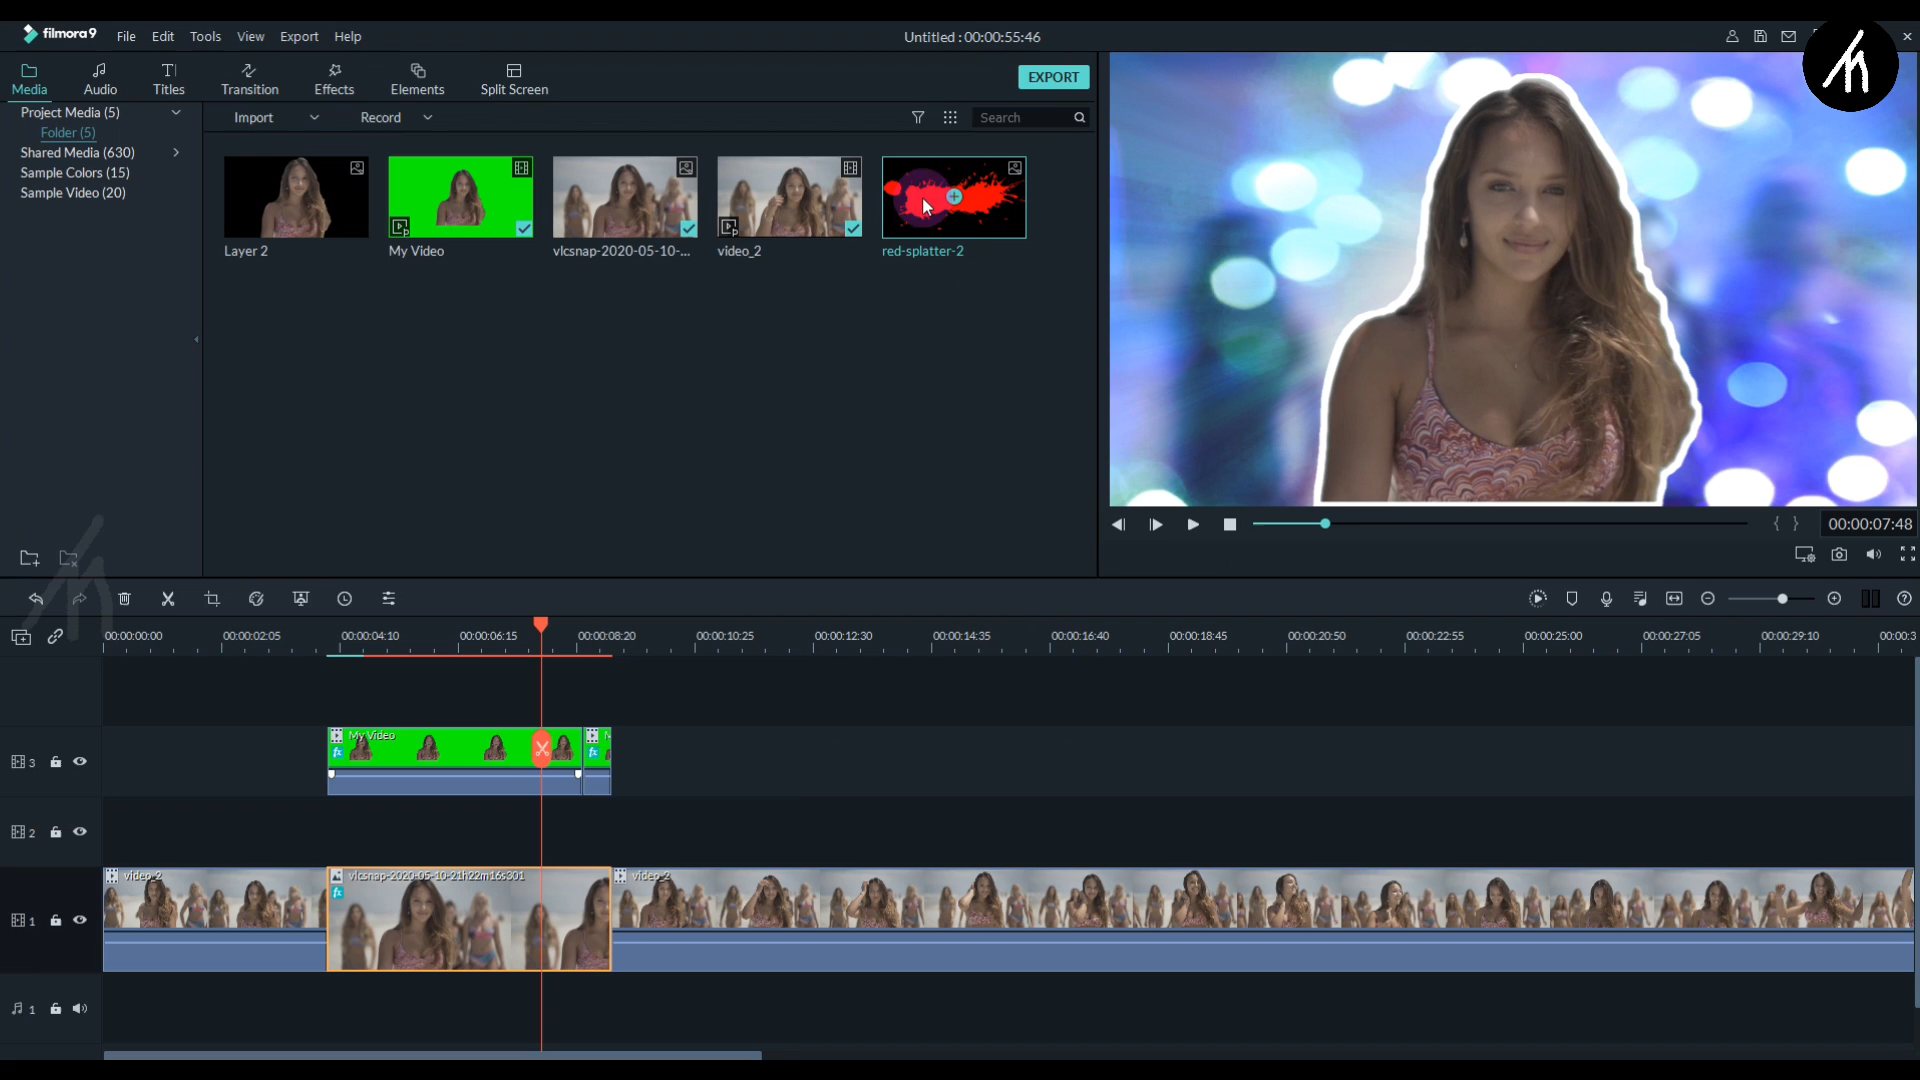 filmora9 File Edit Tools View Export Help Untitled : 00:00:55:46
Media Audio Titles Transition Effects Elements Split Screen EXPORT
Project Media (5) Import Record Search
Folder (5)
Shared Media (630)
Sample Colors (15)
Sample Video (20)
Layer 2 My Video vlcsnap-2020-05-10-... video_2 red-splatter-2
00:00:07:48
00:00:00:00 00:00:02:05 00:00:04:10 00:00:06:15 00:00:08:20 00:00:10:25 00:00:12:30 00:00:14:35 00:00:16:40 00:00:18:45 00:00:20:50 00:00:22:55 00:00:25:00 00:00:27:05 00:00:29:10 00:00:3
My Video M
fx fx
3
2
video_2 vlcsnap-2020-05-10-21h22m16s301 video_2
fx
1
1